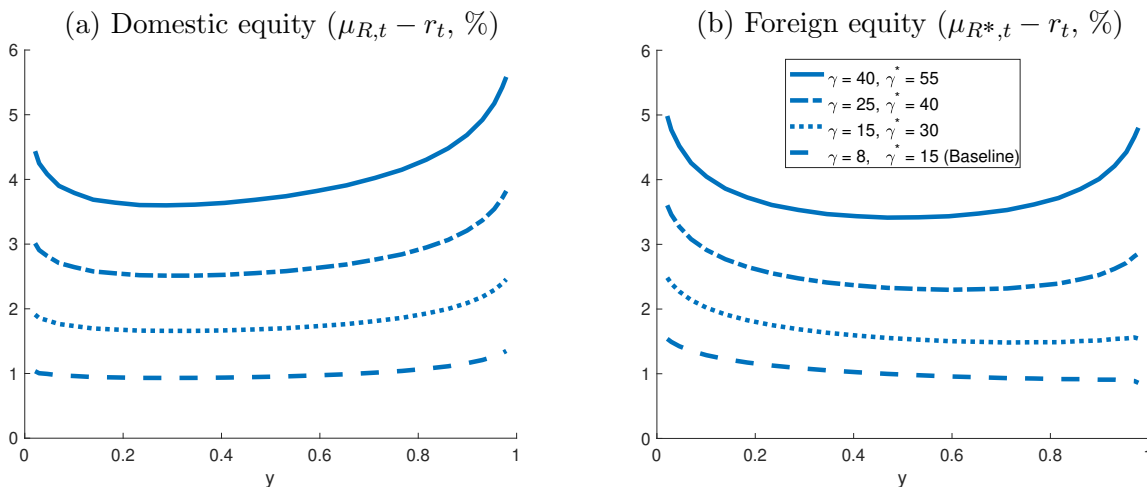 (a) Domestic equity (μR,t − rt, %)
6
5
4
3
2
1
0
0 0.2 0.4 0.6 0.8 1
y
(b) Foreign equity (μR*,t − rt, %)
γ = 40, γ* = 55
γ = 25, γ* = 40
γ = 15, γ* = 30
γ = 8, γ* = 15 (Baseline)
6
5
4
3
2
1
0
0 0.2 0.4 0.6 0.8 1
y